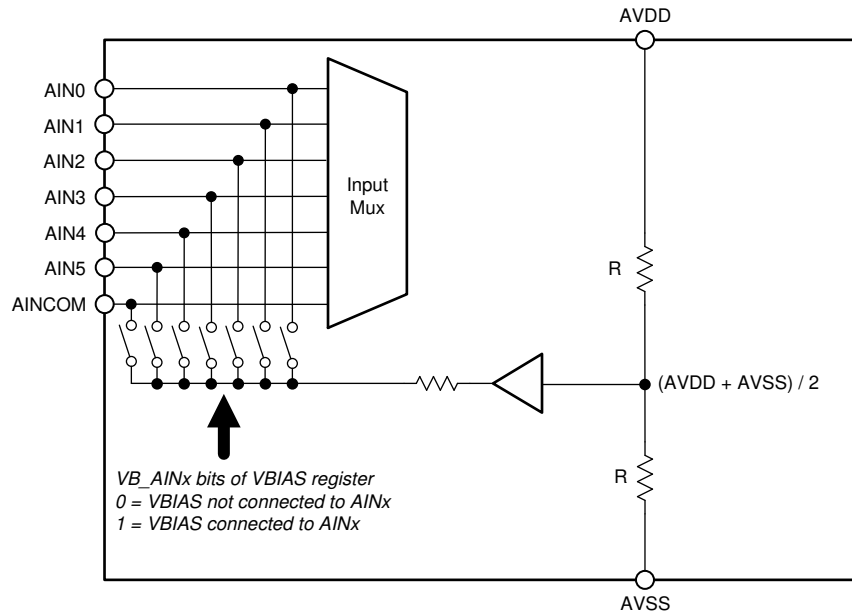 AVDD
AIN0
AIN1
AIN2
AIN3
AIN4
AIN5
AINCOM
Input
Mux
R
(AVDD + AVSS) / 2
R
VB_AINx bits of VBIAS register
0 = VBIAS not connected to AINx
1 = VBIAS connected to AINx
AVSS